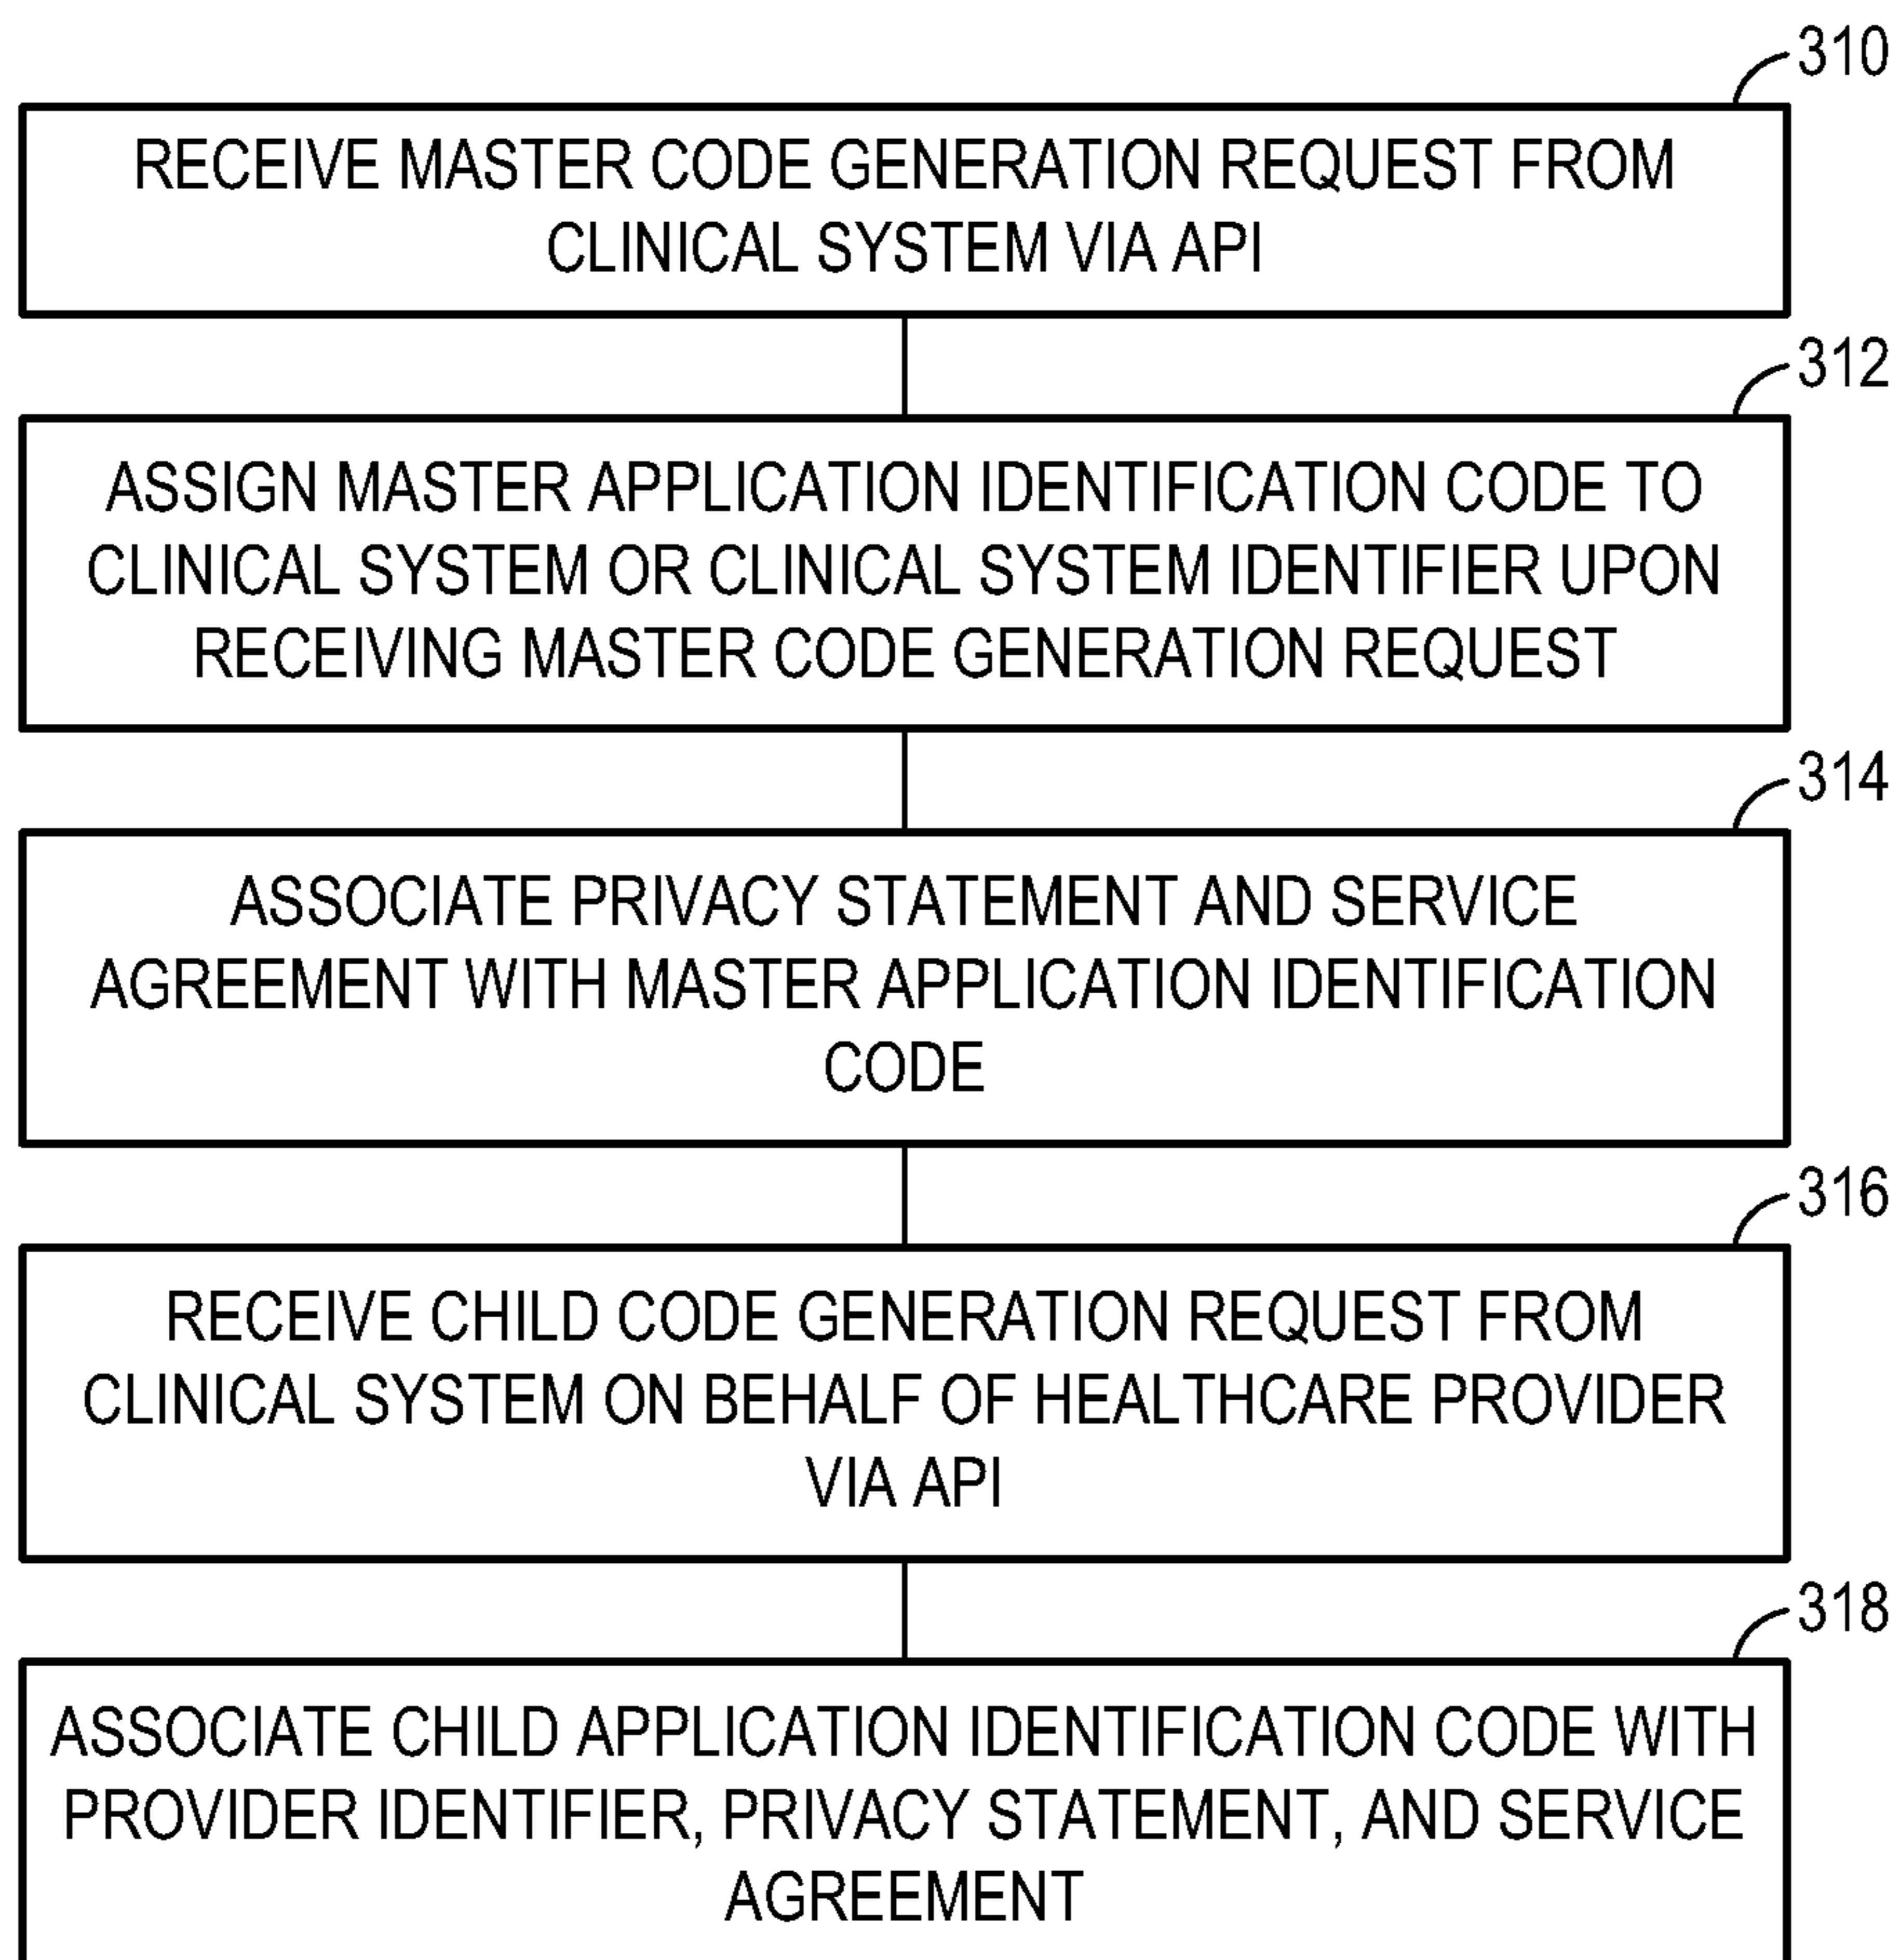 310
RECEIVE MASTER CODE GENERATION REQUEST FROM
CLINICAL SYSTEM VIA API
312
ASSIGN MASTER APPLICATION IDENTIFICATION CODE TO
CLINICAL SYSTEM OR CLINICAL SYSTEM IDENTIFIER UPON
RECEIVING MASTER CODE GENERATION REQUEST
314
ASSOCIATE PRIVACY STATEMENT AND SERVICE
AGREEMENT WITH MASTER APPLICATION IDENTIFICATION
CODE
316
RECEIVE CHILD CODE GENERATION REQUEST FROM
CLINICAL SYSTEM ON BEHALF OF HEALTHCARE PROVIDER
VIA API
318
ASSOCIATE CHILD APPLICATION IDENTIFICATION CODE WITH
PROVIDER IDENTIFIER, PRIVACY STATEMENT, AND SERVICE
AGREEMENT